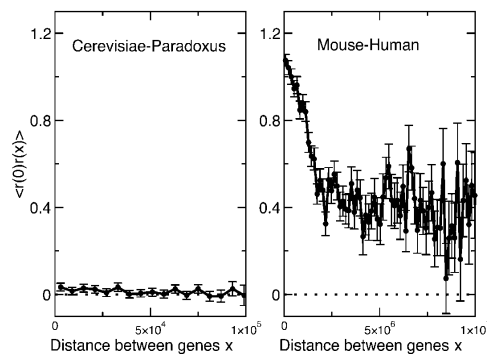 1.2
0.8
0.4
0
<r(0)r(x)>
Cerevisiae-Paradoxus
0 5×10⁴ 1×10⁵
Distance between genes x
1.2
0.8
0.4
0
Mouse-Human
0 5×10⁶ 1×10
Distance between genes x